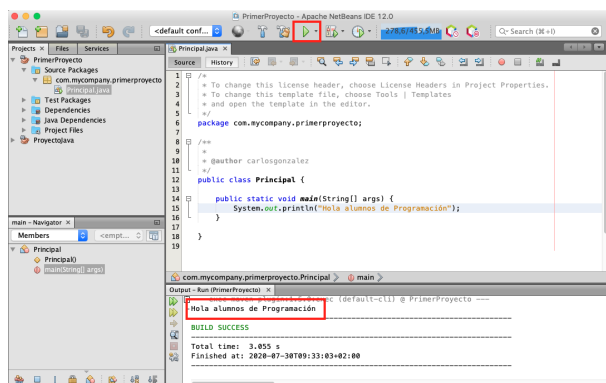 PrimerProyecto - Apache NetBeans IDE 12.0
<default conf...
278.6/455.5MB
Search (⌘+I)
Projects × Files Services
Principal.java ×
PrimerProyecto
Source Packages
com.mycompany.primerproyecto
Principal.java
Test Packages
Dependencies
Java Dependencies
Project Files
ProyectoJava
Source History
1 /*
2 * To change this license header, choose License Headers in Project Properties.
3 * To change this template file, choose Tools | Templates
4 * and open the template in the editor.
5 */
6 package com.mycompany.primerproyecto;
7
8 /**
9 *
10 * @author carlosgonzalez
11 */
12 public class Principal {
13
14 public static void main(String[] args) {
15 System.out.println("Hola alumnos de Programación");
16 }
17
18 }
19
main - Navigator ×
Members <empt...
Principal
Principal()
main(String[] args)
com.mycompany.primerproyecto.Principal > main >
Output - Run (PrimerProyecto) ×
(default-cli) @ PrimerProyecto ---
Hola alumnos de Programación
------------------------------------------------------------------------
BUILD SUCCESS
------------------------------------------------------------------------
Total time: 3.055 s
Finished at: 2020-07-30T09:33:03+02:00
------------------------------------------------------------------------